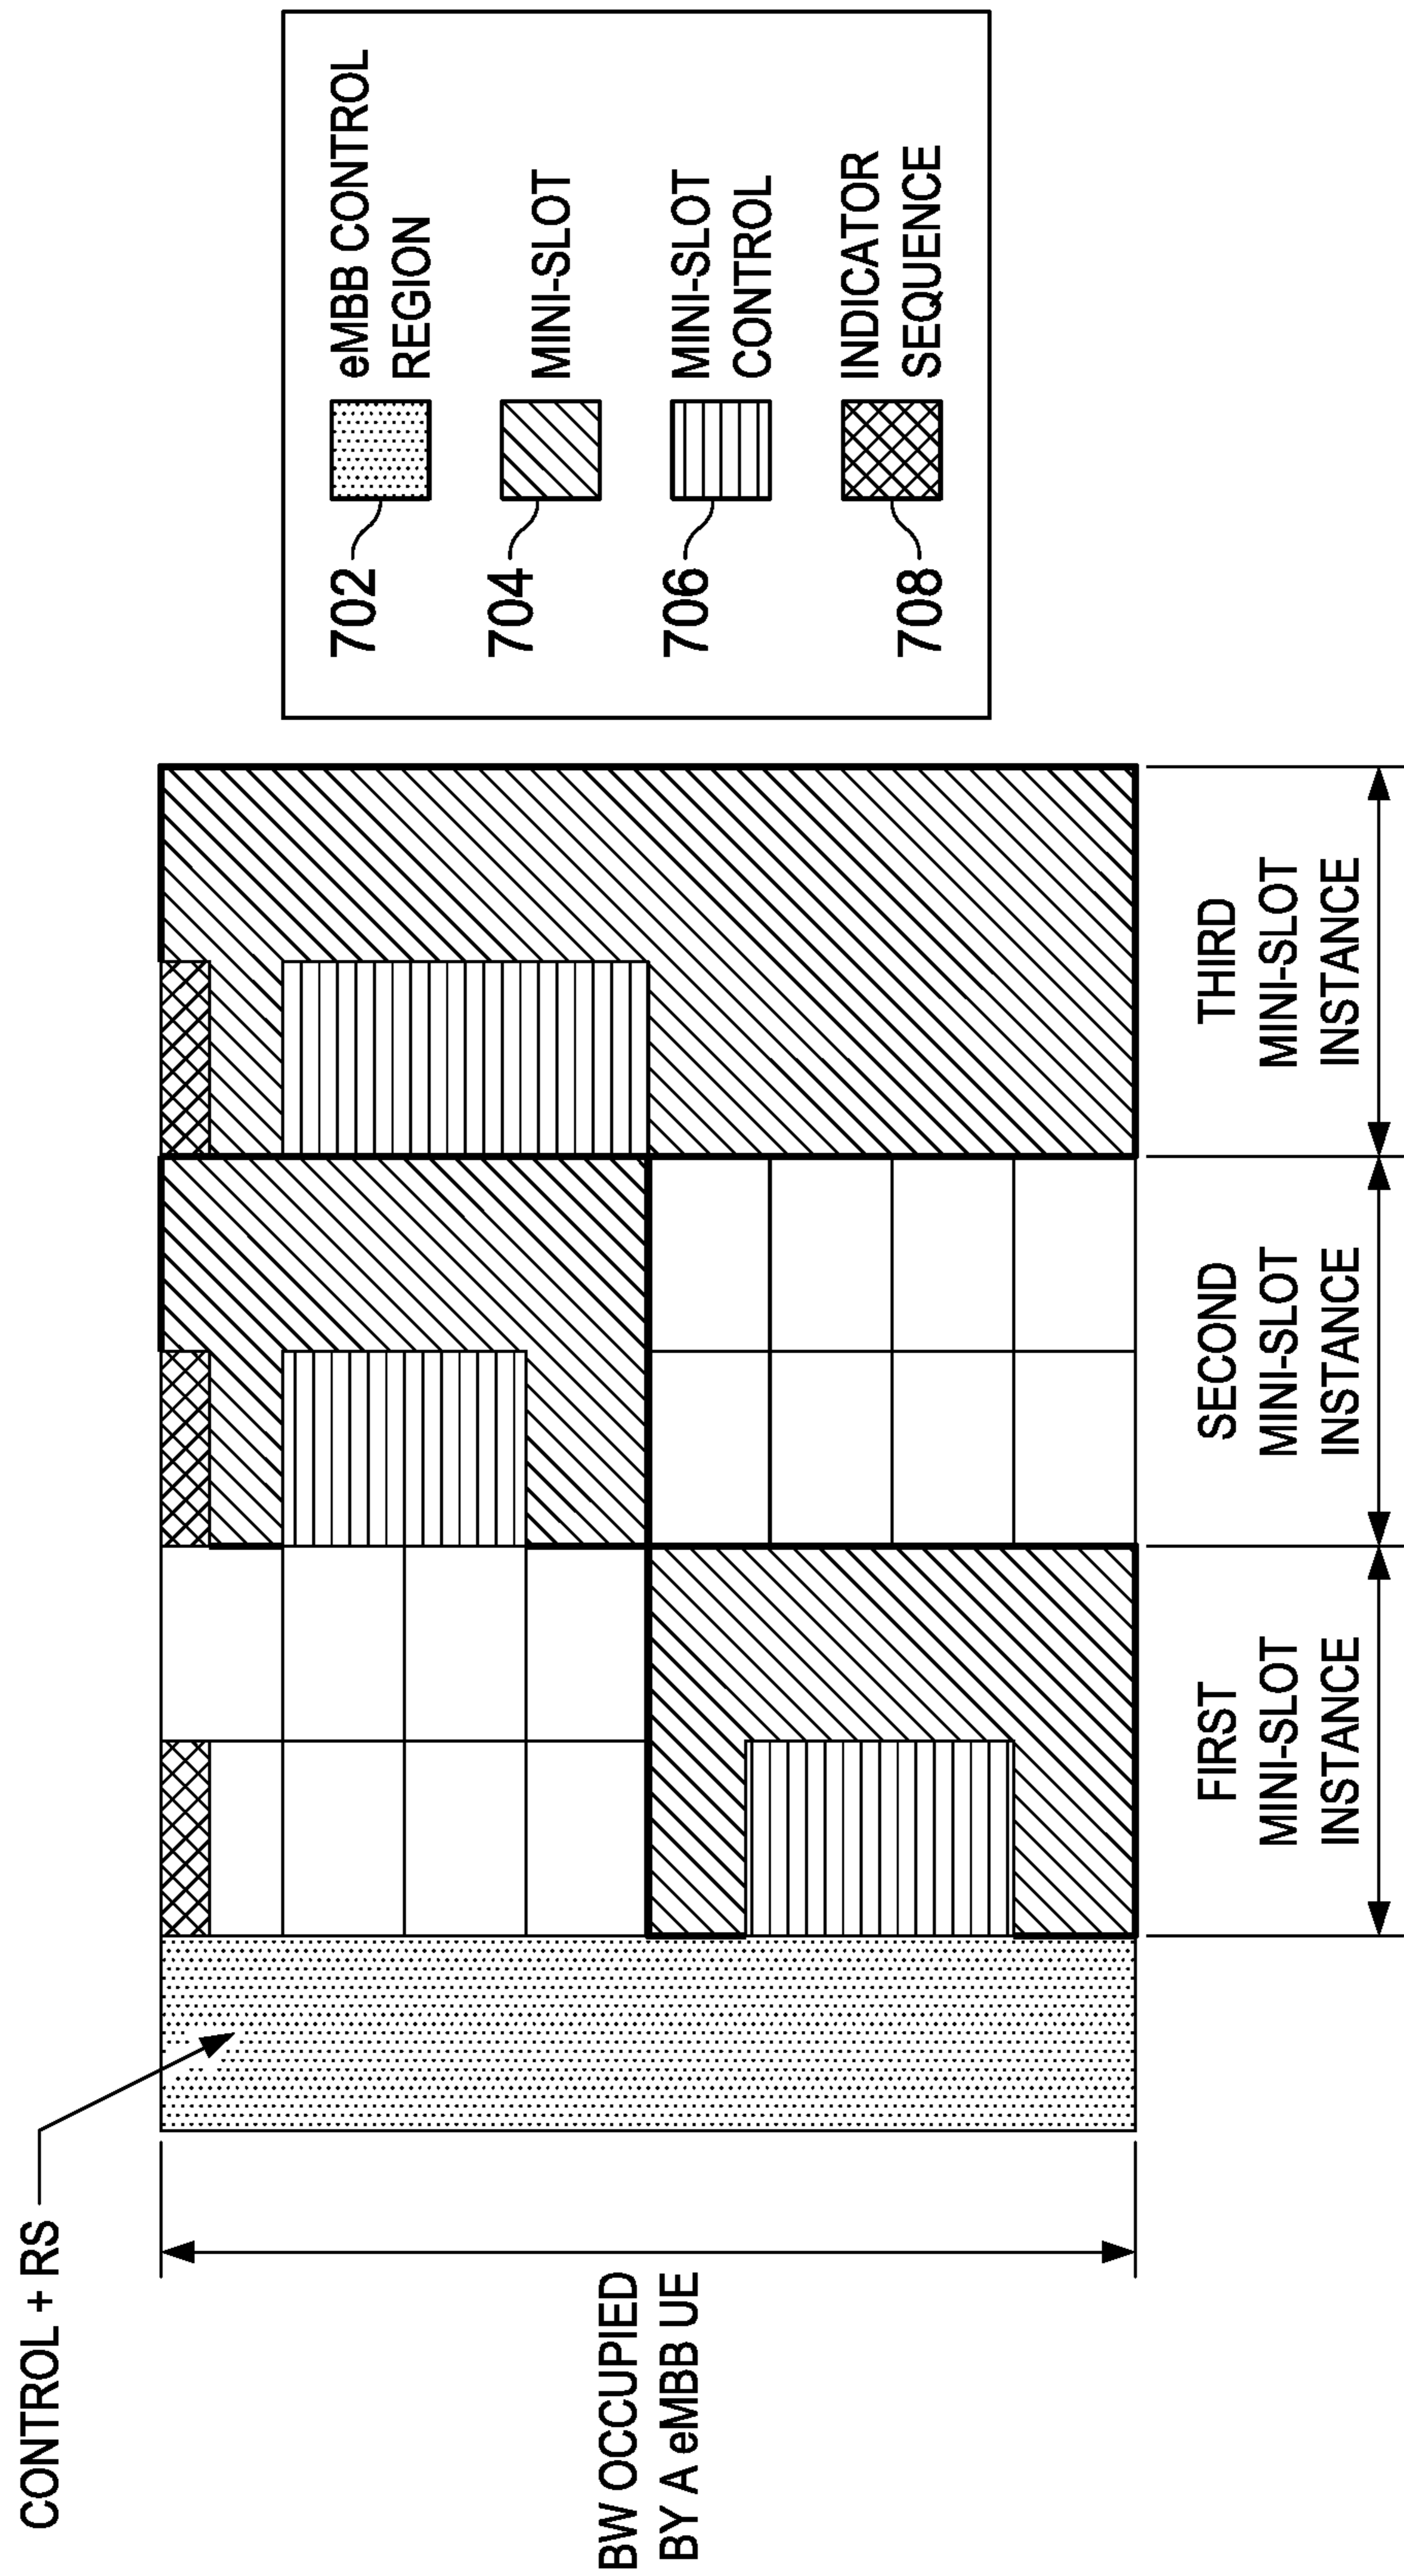 CONTROL + RS
BW OCCUPIED
BY A eMBB UE
FIRST
MINI-SLOT
INSTANCE
SECOND
MINI-SLOT
INSTANCE
THIRD
MINI-SLOT
INSTANCE
702
eMBB CONTROL
REGION
704
MINI-SLOT
706
MINI-SLOT
CONTROL
708
INDICATOR
SEQUENCE